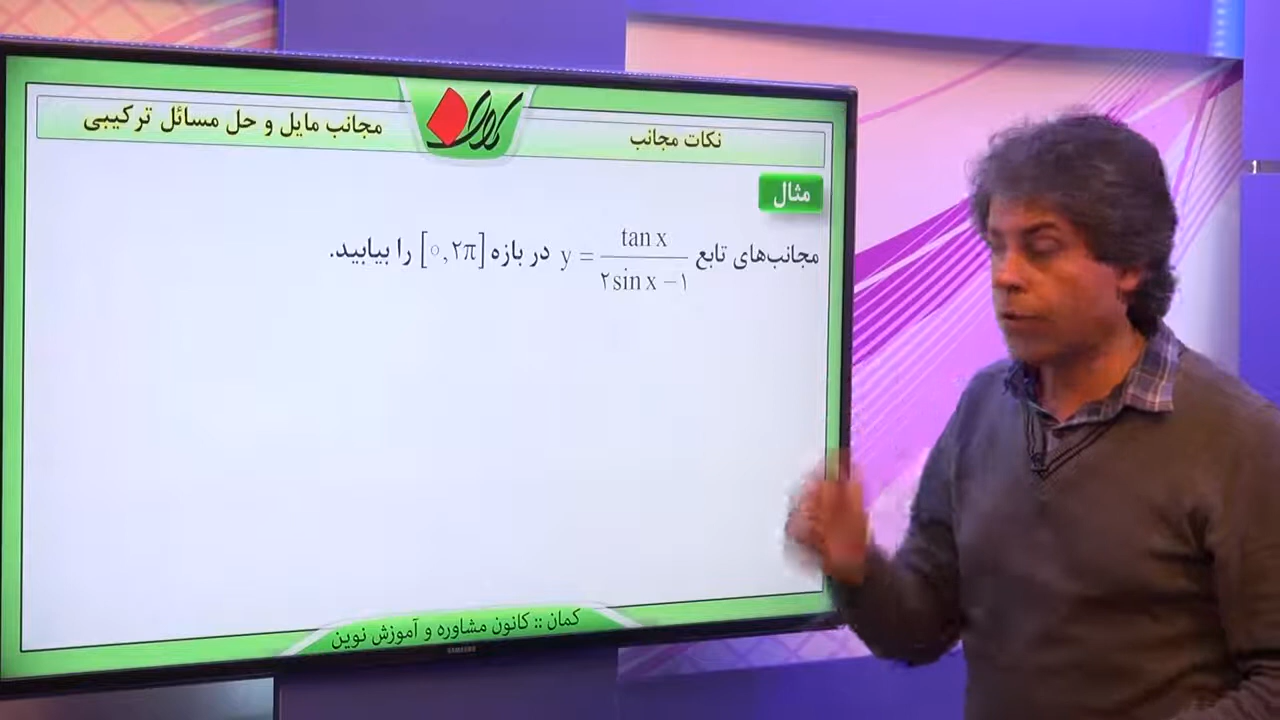 نکات مجانب
کمان
مجانب مایل و حل مسائل ترکیبی
مثال
مجانب‌های تابع y = tan x / ۲sin x − ۱ در بازه [۰,۲π] را بیابید.
کمان :: کانون مشاوره و آموزش نوین
SAMSUNG